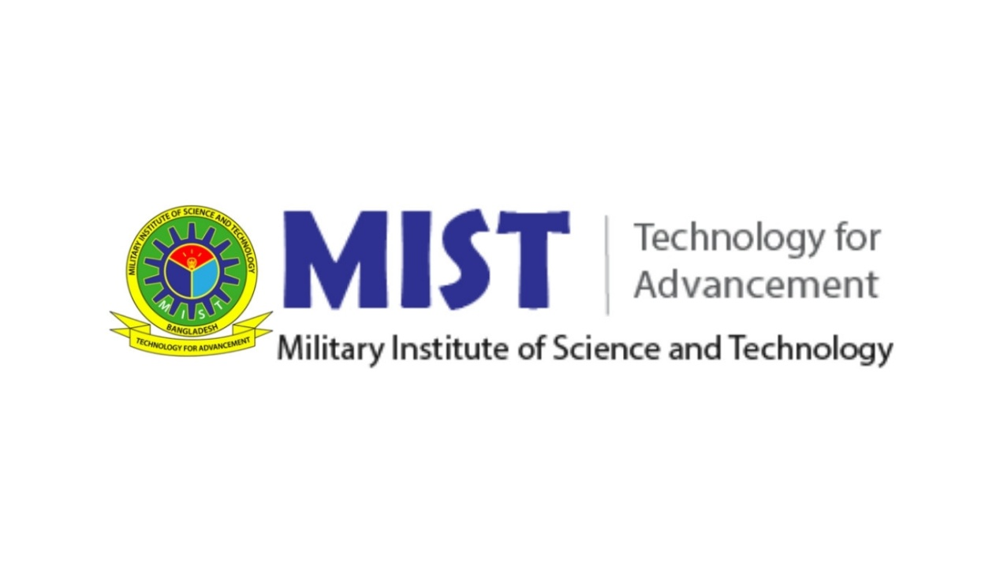 MILITARY INSTITUTE OF SCIENCE AND TECHNOLOGY
MIST
BANGLADESH
TECHNOLOGY FOR ADVANCEMENT
MIST
Technology for
Advancement
Military Institute of Science and Technology